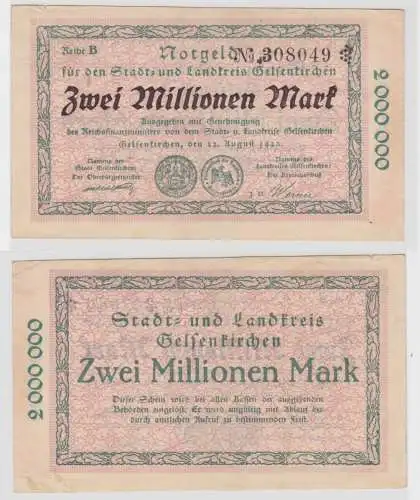 Reihe B
Notgeld
No. 308049 ✻
für den Stadt- und Landkreis Gelsenkirchen
Zwei Millionen Mark
Ausgegeben mit Genehmigung
des Reichsfinanzministers von dem Stadt- u. Landkreise Gelsenkirchen
Gelsenkirchen, den 12. August 1923
Namens der
Stadt Gelsenkirchen:
Der Oberbürgermeister
Namens des
Landkreises Gelsenkirchen:
Der Kreisausschuß
2 000 000
Stadt- und Landkreis
Gelsenkirchen
Zwei Millionen Mark
Dieser Schein wird bei allen Kassen der ausgebenden
Behörden eingelöst. Er wird ungültig mit Ablauf der
durch amtlichen Aufruf zu bestimmenden Frist.
2 000 000